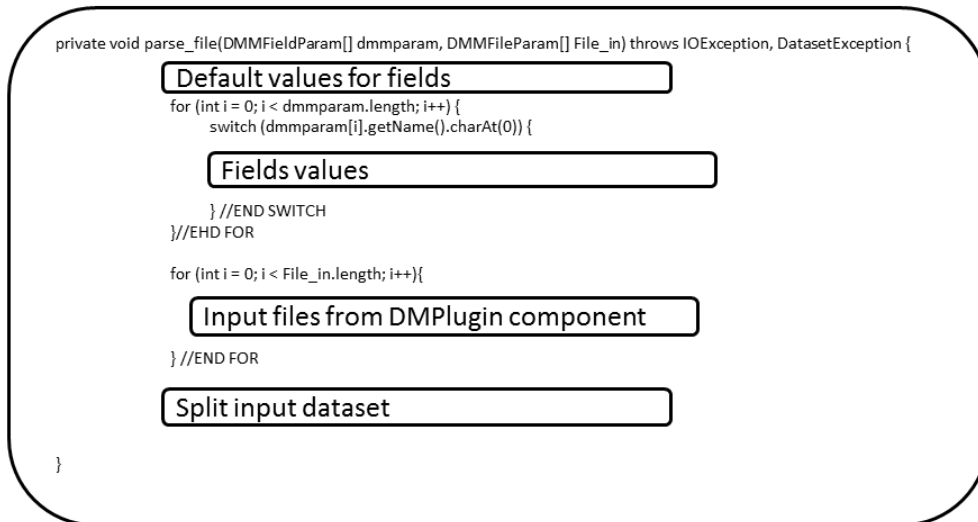 private void parse_file(DMMFieldParam[] dmmparam, DMMFileParam[] File_in) throws IOException, DatasetException {
Default values for fields
for (int i = 0; i < dmmparam.length; i++) {
switch (dmmparam[i].getName().charAt(0)) {
Fields values
} //END SWITCH
}//EHD FOR
for (int i = 0; i < File_in.length; i++){
Input files from DMPlugin component
} //END FOR
Split input dataset
}